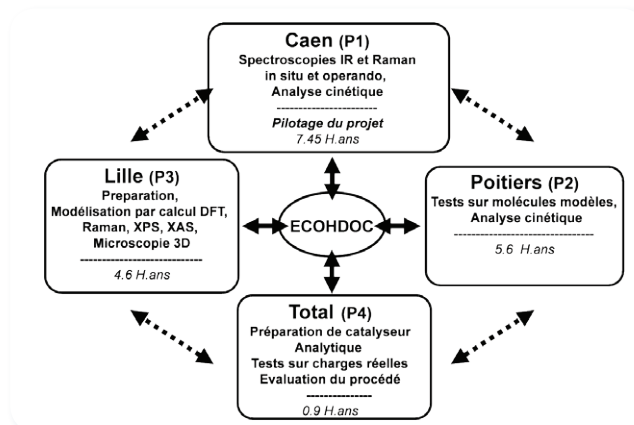 Caen (P1)
Spectroscopies IR et Raman
in situ et operando,
Analyse cinétique
-----------------------
Pilotage du projet
7.45 H.ans
Lille (P3)
Preparation,
Modélisation par calcul DFT,
Raman, XPS, XAS,
Microscopie 3D
----------------------------
4.6 H.ans
ECOHDOC
Poitiers (P2)
Tests sur molécules modèles,
Analyse cinétique
--------------------------------
5.6 H.ans
Total (P4)
Préparation de catalyseur
Analytique
Tests sur charges réelles
Evaluation du procédé
---------------
0.9 H.ans